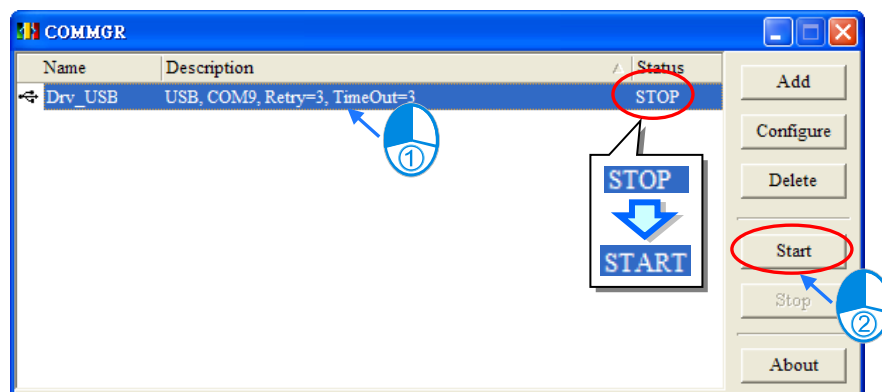 COMMGR
Name Description Status
Drv_USB USB, COM9, Retry=3, TimeOut=3 STOP
Add
Configure
Delete
Start
Stop
About
STOP
START
①
②